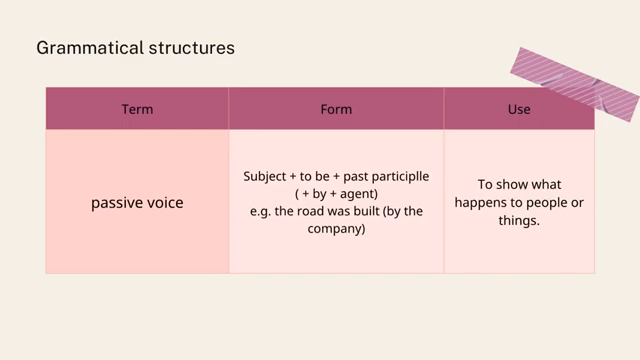 Grammatical structures
Term
Form
Use
passive voice
Subject + to be + past participlle
( + by + agent)
e.g. the road was built (by the
company)
To show what
happens to people or
things.